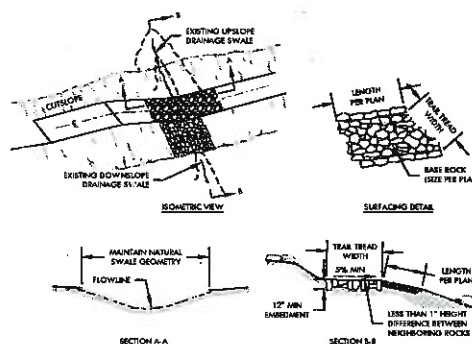 B
EXISTING UPSLOPE
DRAINAGE SWALE
CUTSLOPE
EXISTING DOWNSLOPE
DRAINAGE SWALE
B
ISOMETRIC VIEW
LENGTH
PER PLAN
TRAIL TREAD
WIDTH
BASE ROCK
(SIZE PER PLA
SURFACING DETAIL
MAINTAIN NATURAL
SWALE GEOMETRY
FLOWLINE
SECTION A-A
TRAIL TREAD
WIDTH
5% MIN
LENGTH
PER PLAN
12" MIN
EMBEDMENT
LESS THAN 1" HEIGHT
DIFFERENCE BETWEEN
NEIGHBORING ROCKS
SECTION B-B